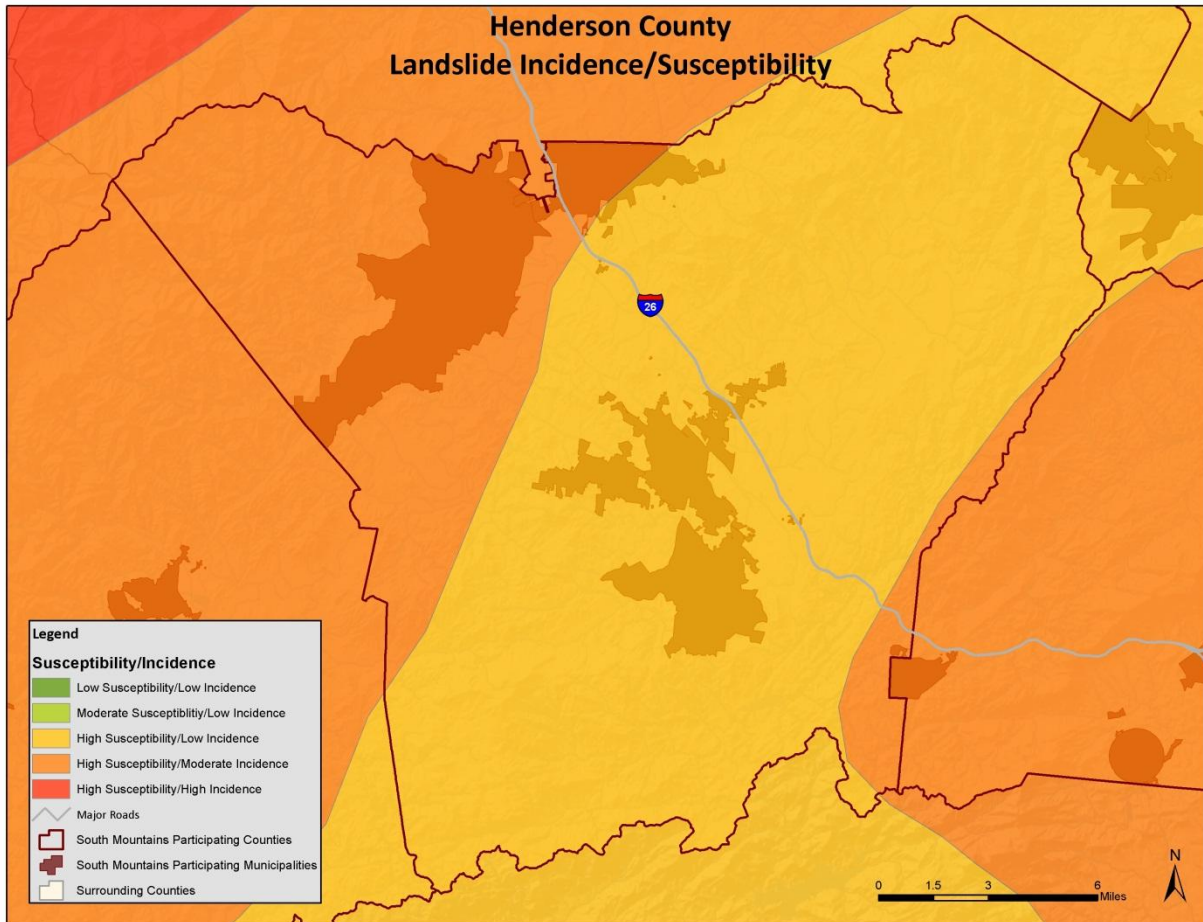 Henderson County
Landslide Incidence/Susceptibility
26
Legend
Susceptibility/Incidence
Low Susceptibility/Low Incidence
Moderate Susceptiblitiy/Low Incidence
High Susceptibility/Low Incidence
High Susceptibility/Moderate Incidence
High Susceptibility/High Incidence
Major Roads
South Mountains Participating Counties
South Mountains Participating Municipalities
Surrounding Counties
N
0 1.5 3 6
Miles